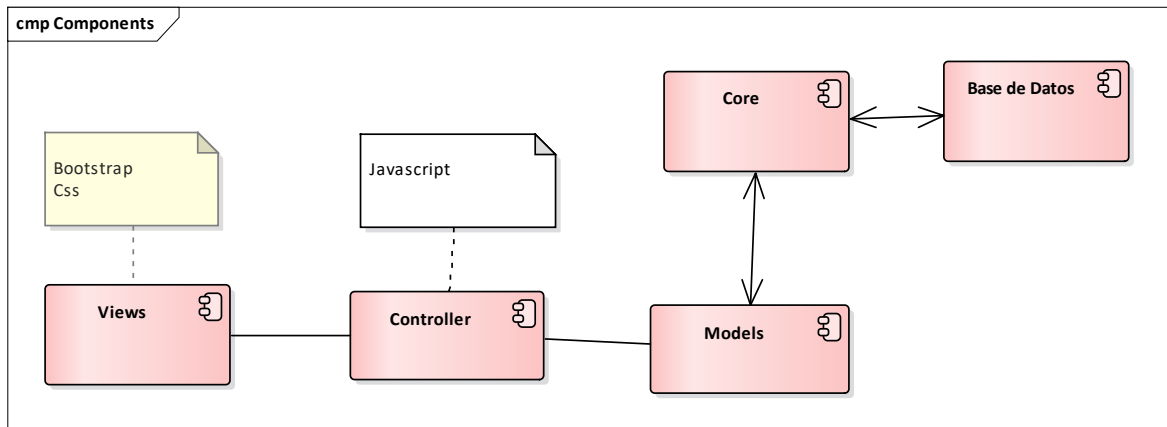 cmp Components
Core
Base de Datos
Bootstrap
Css
Javascript
Views
Controller
Models